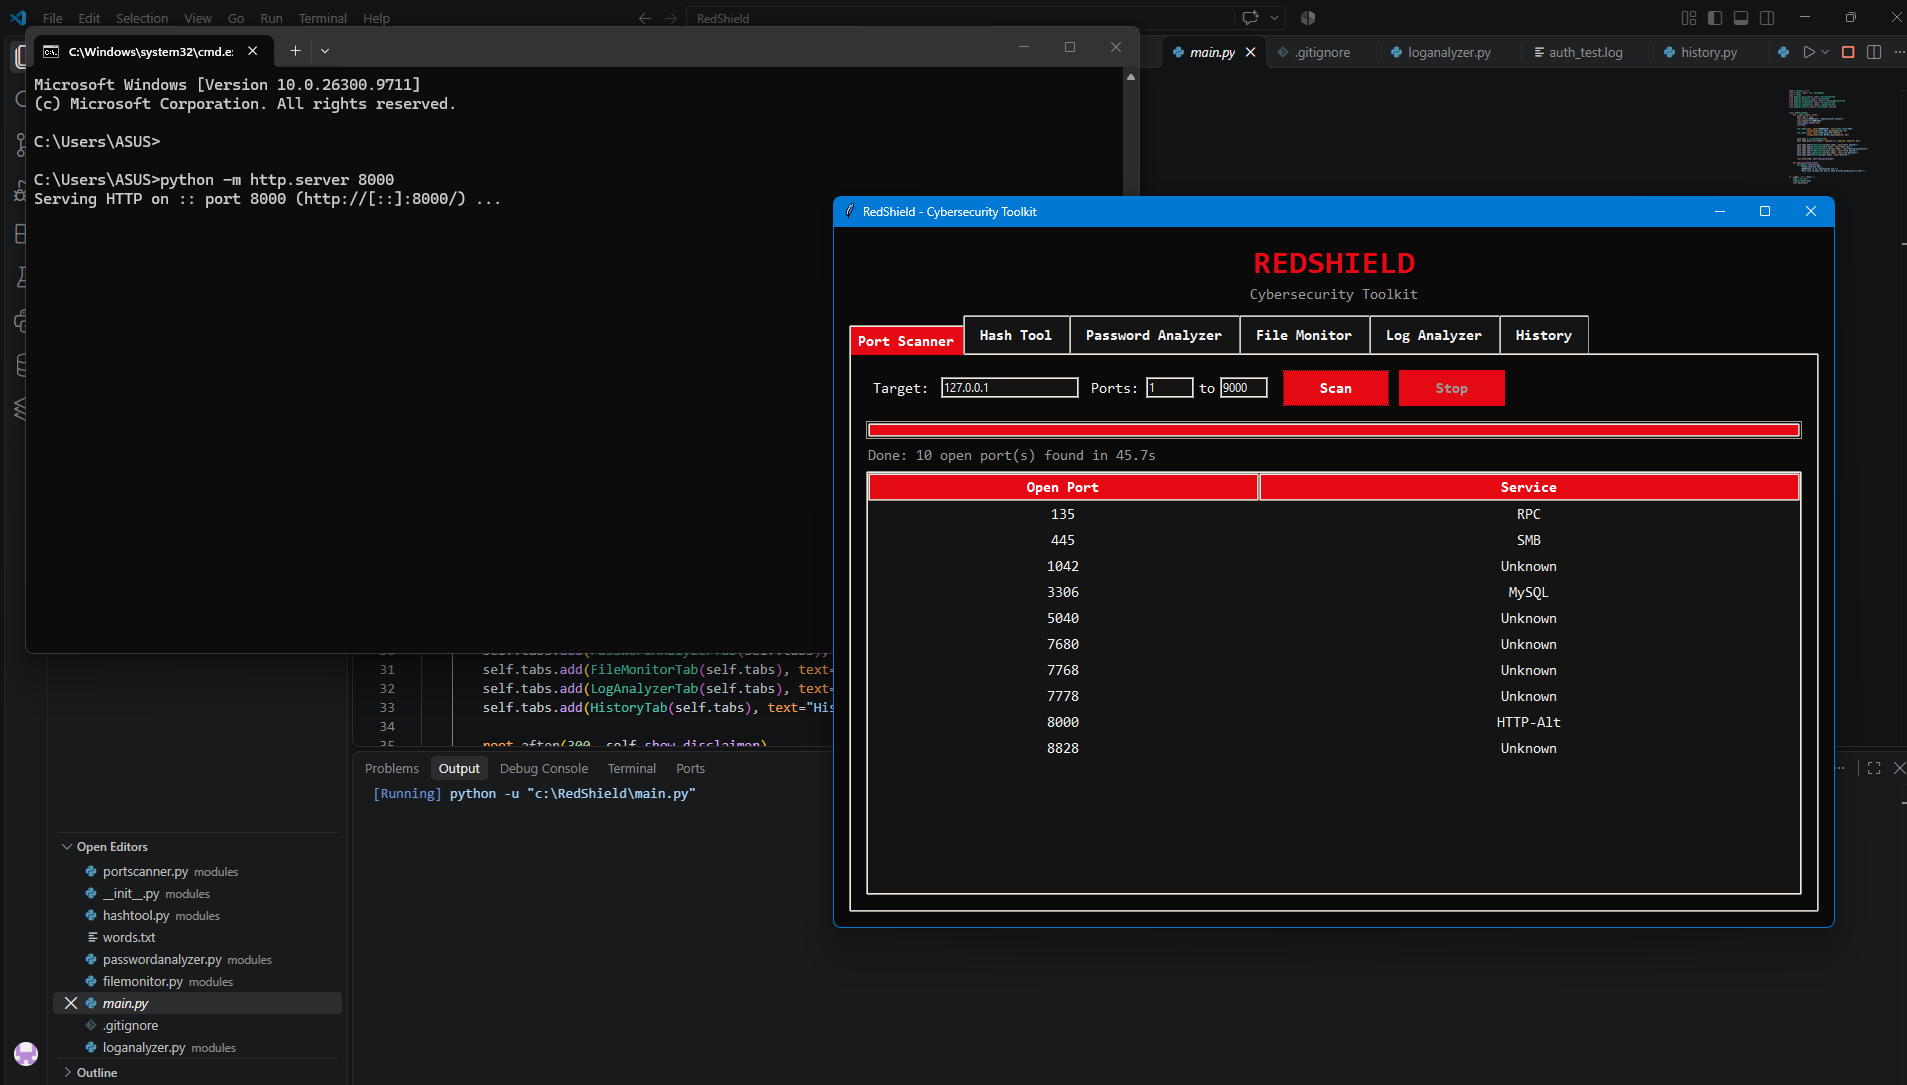 File Edit Selection View Go Run Terminal Help
RedShield
C:\Windows\system32\cmd.e:
Microsoft Windows [Version 10.0.26300.9711]
(c) Microsoft Corporation. All rights reserved.
C:\Users\ASUS>
C:\Users\ASUS>python -m http.server 8000
Serving HTTP on :: port 8000 (http://[::]:8000/) ...
main.py
.gitignore
loganalyzer.py
auth_test.log
history.py
RedShield - Cybersecurity Toolkit
REDSHIELD
Cybersecurity Toolkit
Port Scanner Hash Tool Password Analyzer File Monitor Log Analyzer History
Target: 127.0.0.1 Ports: 1 to 9000 Scan Stop
Done: 10 open port(s) found in 45.7s
Open Port Service
135 RPC
445 SMB
1042 Unknown
3306 MySQL
5040 Unknown
7680 Unknown
7768 Unknown
7778 Unknown
8000 HTTP-Alt
8828 Unknown
31 self.tabs.add(FileMonitorTab(self.tabs), text=
32 self.tabs.add(LogAnalyzerTab(self.tabs), text=
33 self.tabs.add(HistoryTab(self.tabs), text="His
34
35 root.after(300, self.show_disclaimer)
Problems Output Debug Console Terminal Ports
[Running] python -u "c:\RedShield\main.py"
Open Editors
portscanner.py modules
__init__.py modules
hashtool.py modules
words.txt
passwordanalyzer.py modules
filemonitor.py modules
main.py
.gitignore
loganalyzer.py modules
Outline